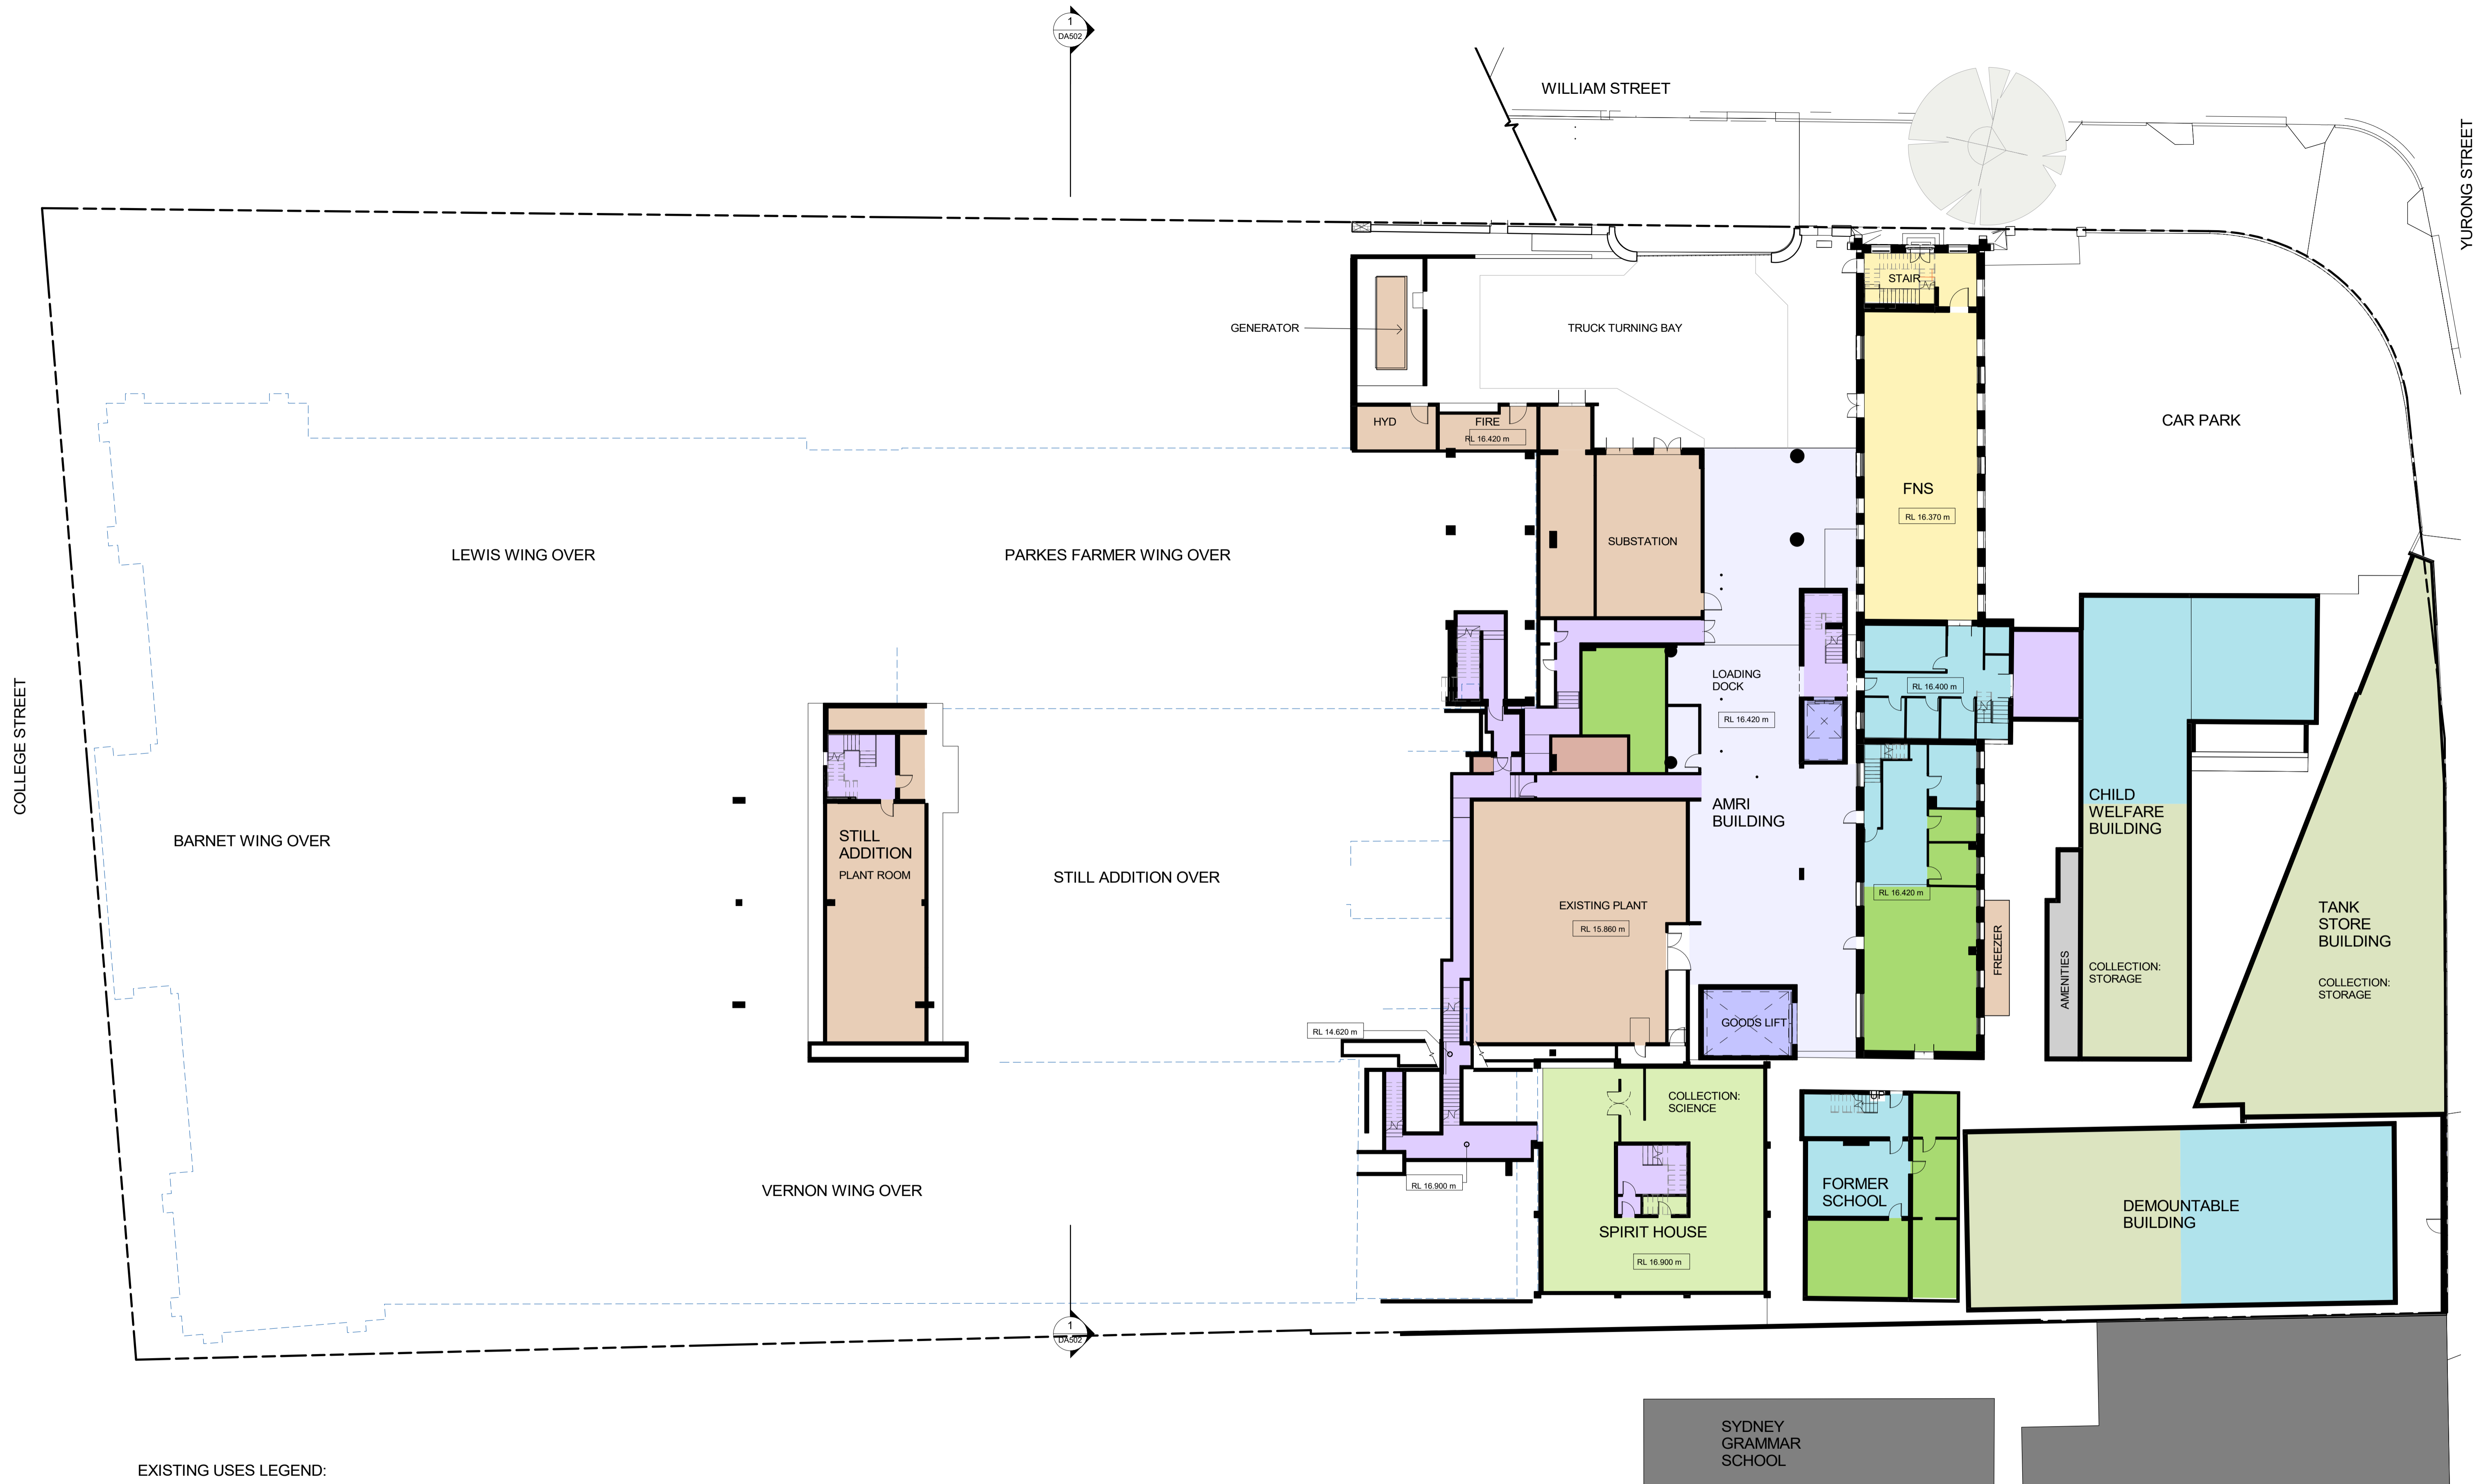 1
DA502
WILLIAM STREET
YURONG STREET
STAIR
GENERATOR
TRUCK TURNING BAY
HYD
FIRE
RL 16.420 m
CAR PARK
FNS
RL 16.370 m
SUBSTATION
LEWIS WING OVER
PARKES FARMER WING OVER
LOADING
DOCK
RL 16.420 m
RL 16.400 m
COLLEGE STREET
AMRI
BUILDING
CHILD
WELFARE
BUILDING
BARNET WING OVER
STILL
ADDITION
PLANT ROOM
STILL ADDITION OVER
EXISTING PLANT
RL 15.860 m
RL 16.420 m
FREEZER
AMENITIES
COLLECTION:
STORAGE
TANK
STORE
BUILDING
COLLECTION:
STORAGE
GOODS LIFT
RL 14.620 m
COLLECTION:
SCIENCE
UP
RL 16.900 m
VERNON WING OVER
SPIRIT HOUSE
RL 16.900 m
FORMER
SCHOOL
DEMOUNTABLE
BUILDING
1
DA502
SYDNEY
GRAMMAR
SCHOOL
EXISTING USES LEGEND: